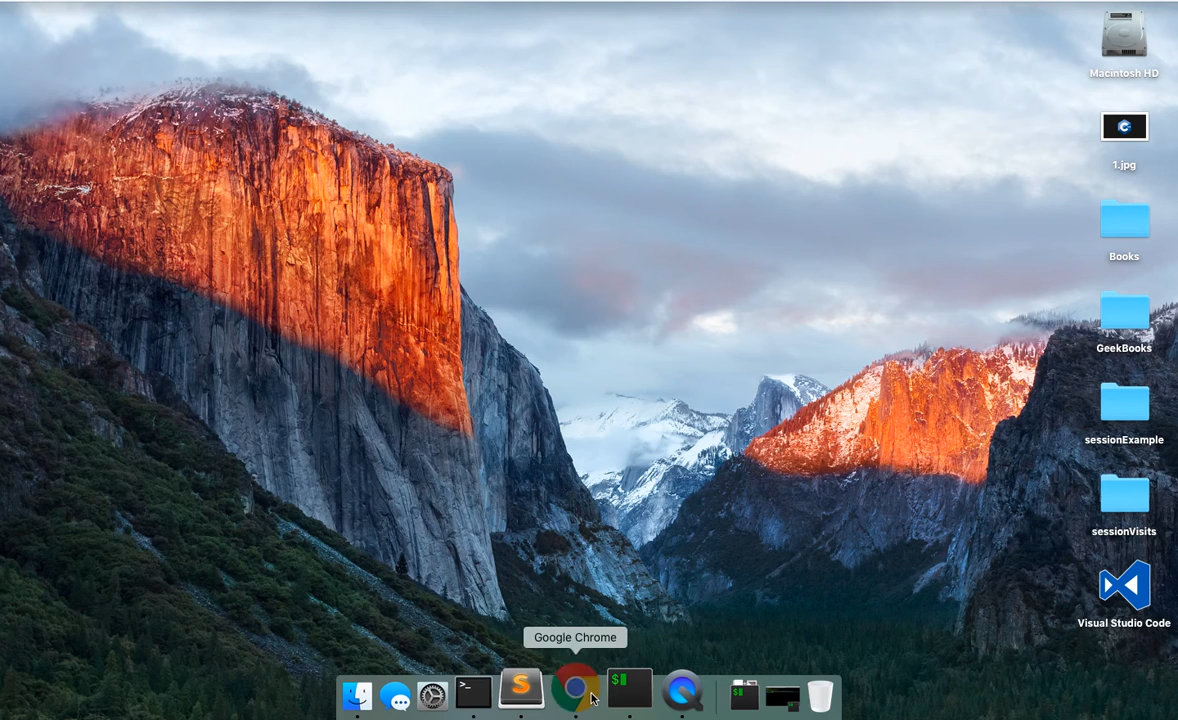 Macintosh HD
1.jpg
Books
GeekBooks
sessionExample
sessionVisits
Visual Studio Code
Google Chrome
>_
S
$
$